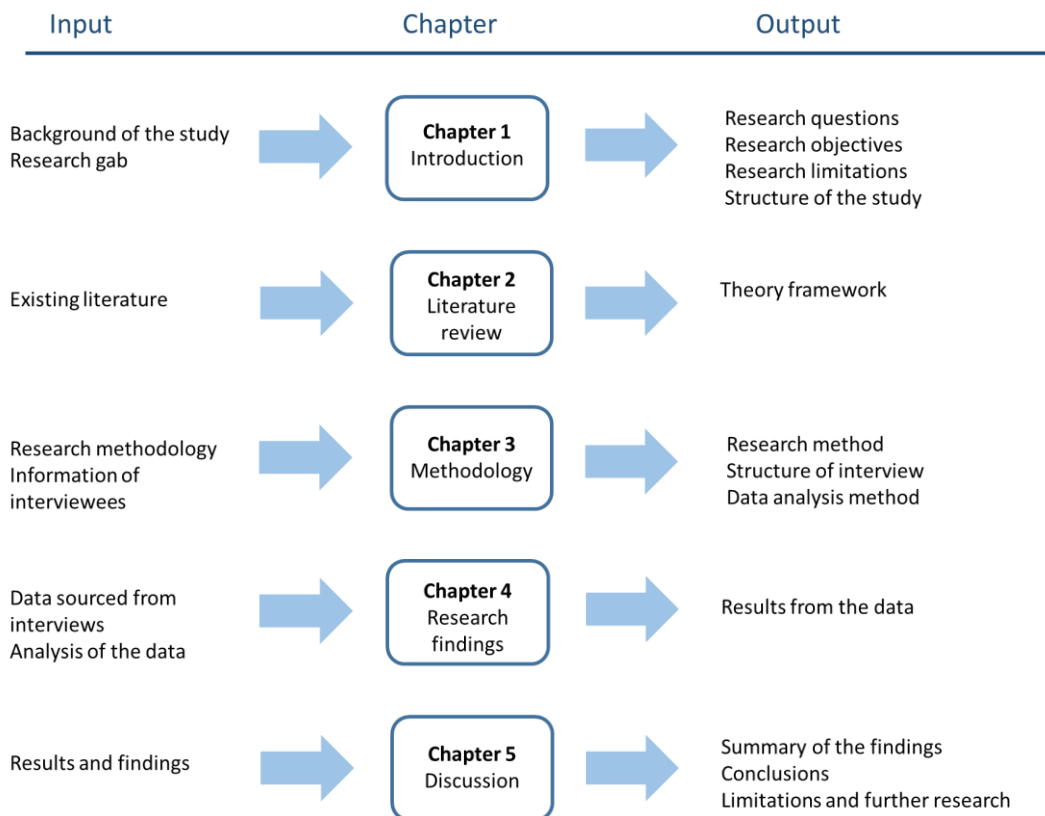 Input
Chapter
Output
Background of the study
Research gab
Chapter 1
Introduction
Research questions
Research objectives
Research limitations
Structure of the study
Existing literature
Chapter 2
Literature
review
Theory framework
Research methodology
Information of
interviewees
Chapter 3
Methodology
Research method
Structure of interview
Data analysis method
Data sourced from
interviews
Analysis of the data
Chapter 4
Research
findings
Results from the data
Results and findings
Chapter 5
Discussion
Summary of the findings
Conclusions
Limitations and further research